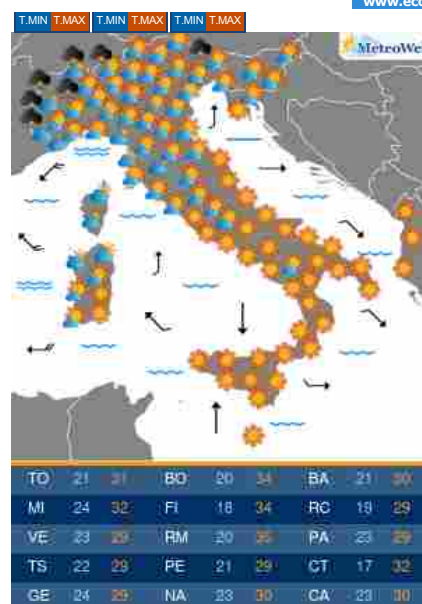 www.eco
T.MIN T.MAX T.MIN T.MAX T.MIN T.MAX
MeteoWe
TO 21 31 BO 20 34 BA 21 30
MI 24 32 FI 18 34 RC 19 29
VE 23 29 RM 20 35 PA 23 29
TS 22 29 PE 21 29 CT 17 32
GE 24 29 NA 23 30 CA 23 30